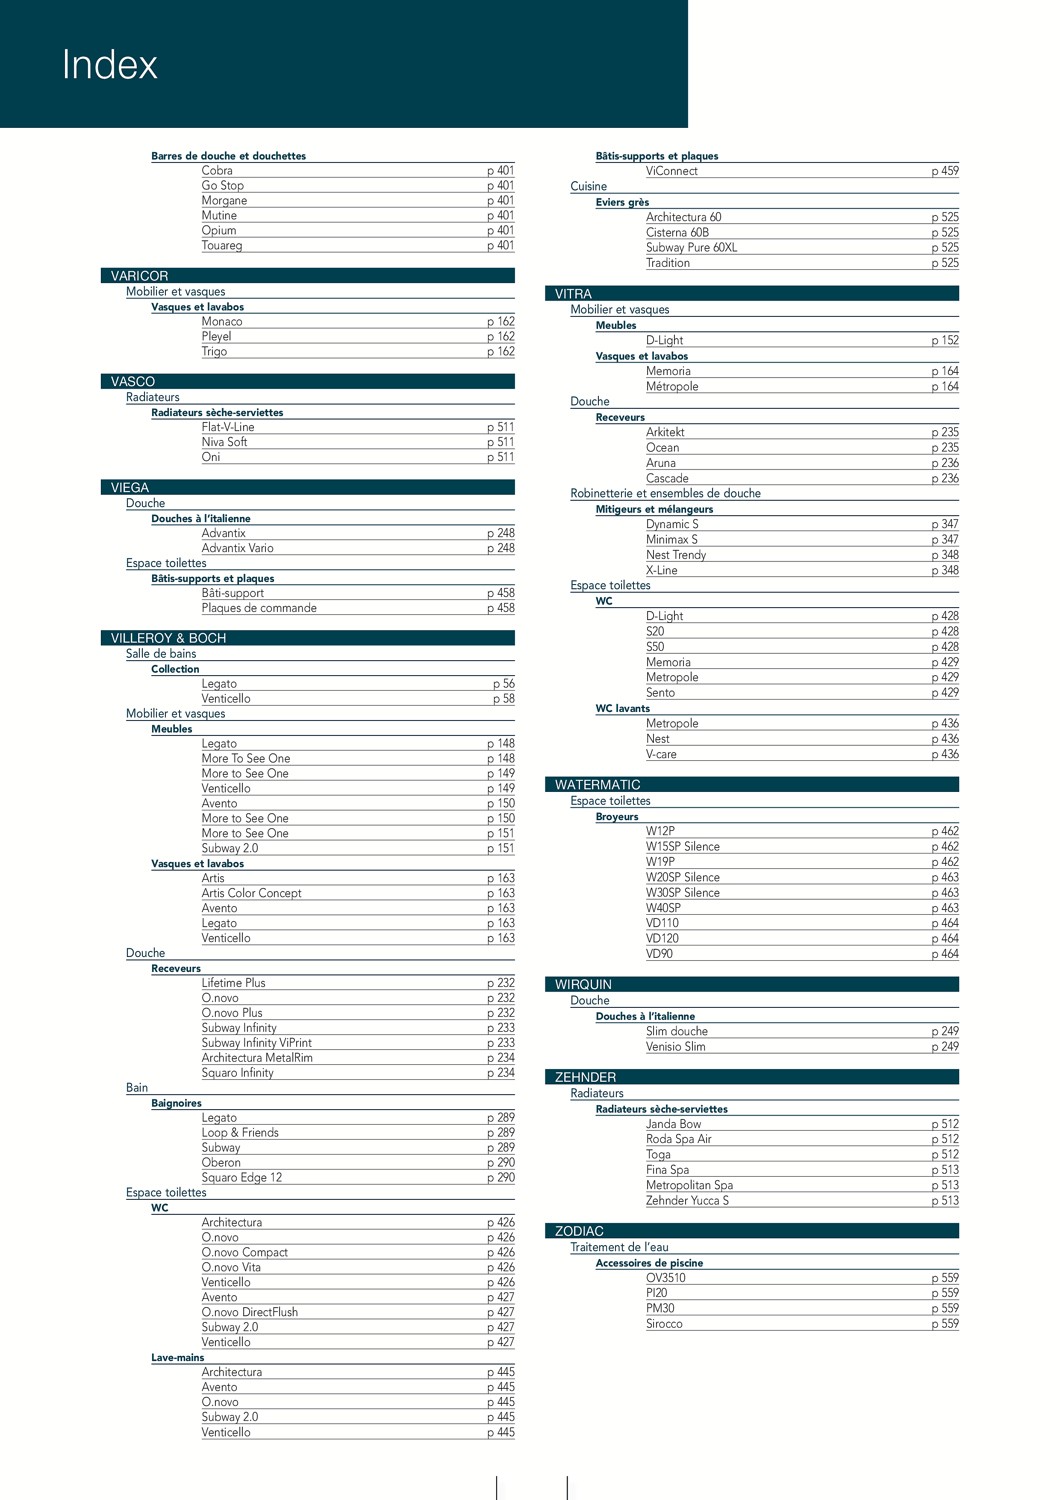 Index
Barres de douche et douchettes
Cobra p 401
Go Stop p 401
Morgane p 401
Mutine p 401
Opium p 401
Touareg p 401
VARICOR
Mobilier et vasques
Vasques et lavabos
Monaco p 162
Pleyel p 162
Trigo p 162
VASCO
Radiateurs
Radiateurs sèche-serviettes
Flat-V-Line p 511
Niva Soft p 511
Oni p 511
VIEGA
Douche
Douches à l'italienne
Advantix p 248
Advantix Vario p 248
Espace toilettes
Bâtis-supports et plaques
Bâti-support p 458
Plaques de commande p 458
VILLEROY & BOCH
Salle de bains
Collection
Legato p 56
Venticello p 58
Mobilier et vasques
Meubles
Legato p 148
More To See One p 148
More to See One p 149
Venticello p 149
Avento p 150
More to See One p 150
More to See One p 151
Subway 2.0 p 151
Vasques et lavabos
Artis p 163
Artis Color Concept p 163
Avento p 163
Legato p 163
Venticello p 163
Douche
Receveurs
Lifetime Plus p 232
O.novo p 232
O.novo Plus p 232
Subway Infinity p 233
Subway Infinity ViPrint p 233
Architectura MetalRim p 234
Squaro Infinity p 234
Bain
Baignoires
Legato p 289
Loop & Friends p 289
Subway p 289
Oberon p 290
Squaro Edge 12 p 290
Espace toilettes
WC
Architectura p 426
O.novo p 426
O.novo Compact p 426
O.novo Vita p 426
Venticello p 426
Avento p 427
O.novo DirectFlush p 427
Subway 2.0 p 427
Venticello p 427
Lave-mains
Architectura p 445
Avento p 445
O.novo p 445
Subway 2.0 p 445
Venticello p 445
Bâtis-supports et plaques
ViConnect p 459
Cuisine
Eviers grès
Architectura 60 p 525
Cisterna 60B p 525
Subway Pure 60XL p 525
Tradition p 525
VITRA
Mobilier et vasques
Meubles
D-Light p 152
Vasques et lavabos
Memoria p 164
Métropole p 164
Douche
Receveurs
Arkitekt p 235
Ocean p 235
Aruna p 236
Cascade p 236
Robinetterie et ensembles de douche
Mitigeurs et mélangeurs
Dynamic S p 347
Minimax S p 347
Nest Trendy p 348
X-Line p 348
Espace toilettes
WC
D-Light p 428
S20 p 428
S50 p 428
Memoria p 429
Metropole p 429
Sento p 429
WC lavants
Metropole p 436
Nest p 436
V-care p 436
WATERMATIC
Espace toilettes
Broyeurs
W12P p 462
W15SP Silence p 462
W19P p 462
W20SP Silence p 463
W30SP Silence p 463
W40SP p 463
VD110 p 464
VD120 p 464
VD90 p 464
WIRQUIN
Douche
Douches à l'italienne
Slim douche p 249
Venisio Slim p 249
ZEHNDER
Radiateurs
Radiateurs sèche-serviettes
Janda Bow p 512
Roda Spa Air p 512
Toga p 512
Fina Spa p 513
Metropolitan Spa p 513
Zehnder Yucca S p 513
ZODIAC
Traitement de l'eau
Accessoires de piscine
OV3510 p 559
PI20 p 559
PM30 p 559
Sirocco p 559